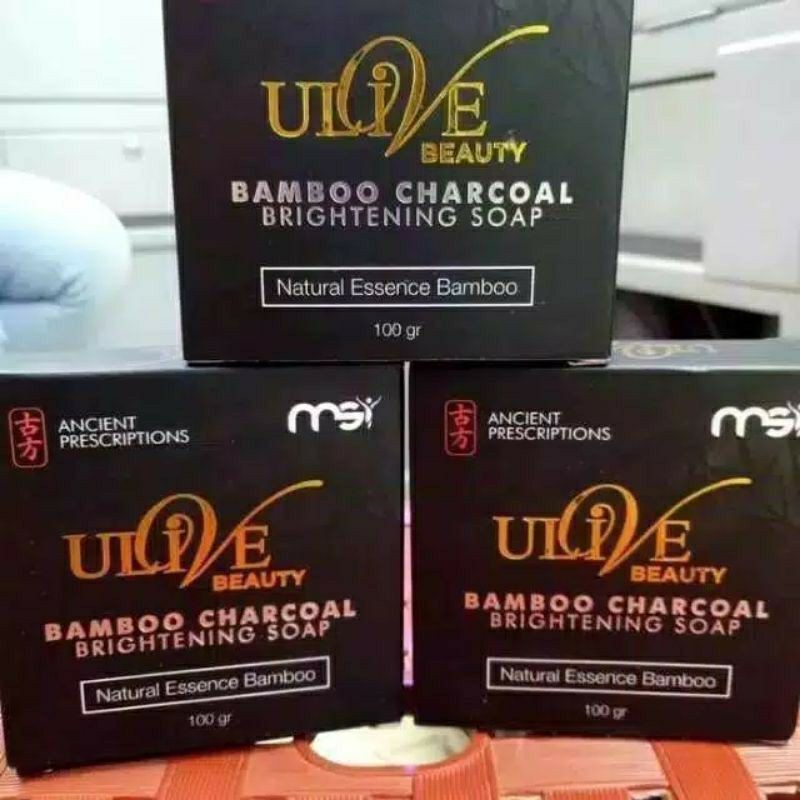 ULIVE
BEAUTY
BAMBOO CHARCOAL
BRIGHTENING SOAP
Natural Essence Bamboo
100 gr
古方
ANCIENT
PRESCRIPTIONS
msi
ULIVE
BEAUTY
BAMBOO CHARCOAL
BRIGHTENING SOAP
Natural Essence Bamboo
100 gr
古方
ANCIENT
PRESCRIPTIONS
msi
ULIVE
BEAUTY
BAMBOO CHARCOAL
BRIGHTENING SOAP
Natural Essence Bamboo
100 gr